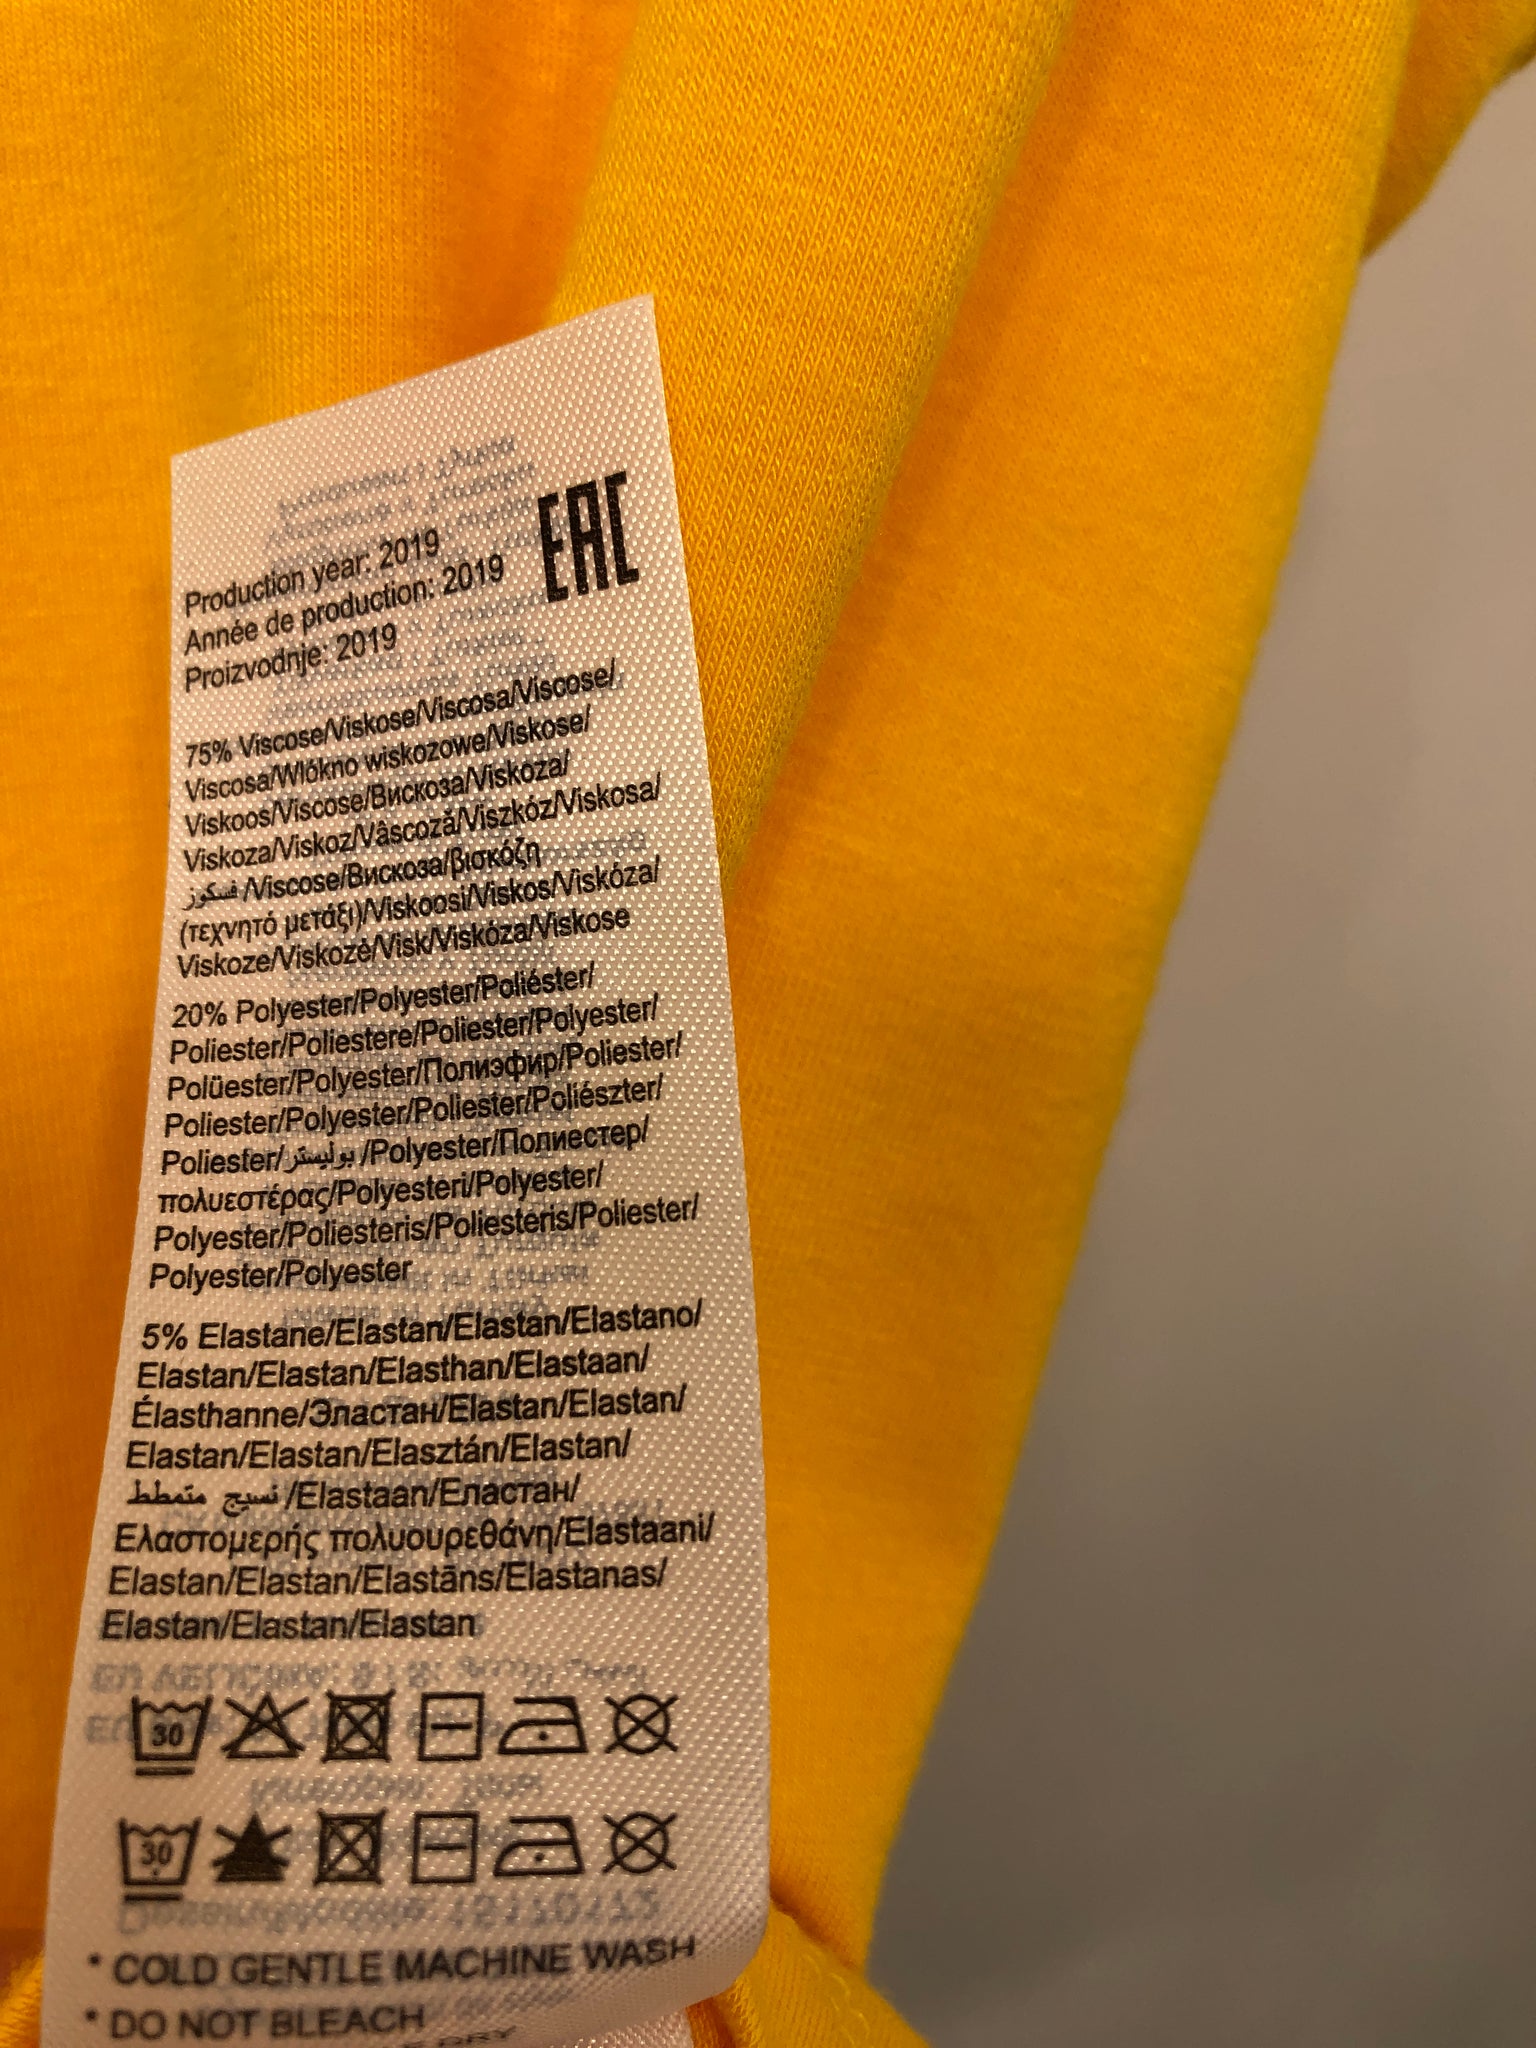 EAC
Production year: 2019
Année de production: 2019
Proizvodnje: 2019
75% Viscose/Viskose/Viscosa/Viscose/
Viscosa/Wlókno wiskozowe/Viskose/
Viskoos/Viscose/Вискоза/Viskoza/
Viskoza/Viskoz/Vâscoză/Viszkóz/Viskosa/
فسكوز/Viscose/Вискоза/βισκόζη
(τεχνητό μετάξι)/Viskoosi/Viskos/Viskóza/
Viskoze/Viskozė/Visk/Viskóza/Viskose
20% Polyester/Polyester/Poliéster/
Poliester/Poliestere/Poliester/Polyester/
Polüester/Polyester/Полиэфир/Poliester/
Poliester/Polyester/Poliester/Poliészter/
Poliester/بوليستر/Polyester/Полиестер/
πολυεστέρας/Polyesteri/Polyester/
Polyester/Poliesteris/Poliesteris/Poliester/
Polyester/Polyester
5% Elastane/Elastan/Elastan/Elastano/
Elastan/Elastan/Elasthan/Elastaan/
Élasthanne/Эластан/Elastan/Elastan/
Elastan/Elastan/Elasztán/Elastan/
نسيج متمطط/Elastaan/Еластан/
Ελαστομερής πολυουρεθάνη/Elastaani/
Elastan/Elastan/Elastāns/Elastanas/
Elastan/Elastan/Elastan
30
30
* COLD GENTLE MACHINE WASH
* DO NOT BLEACH
DRY